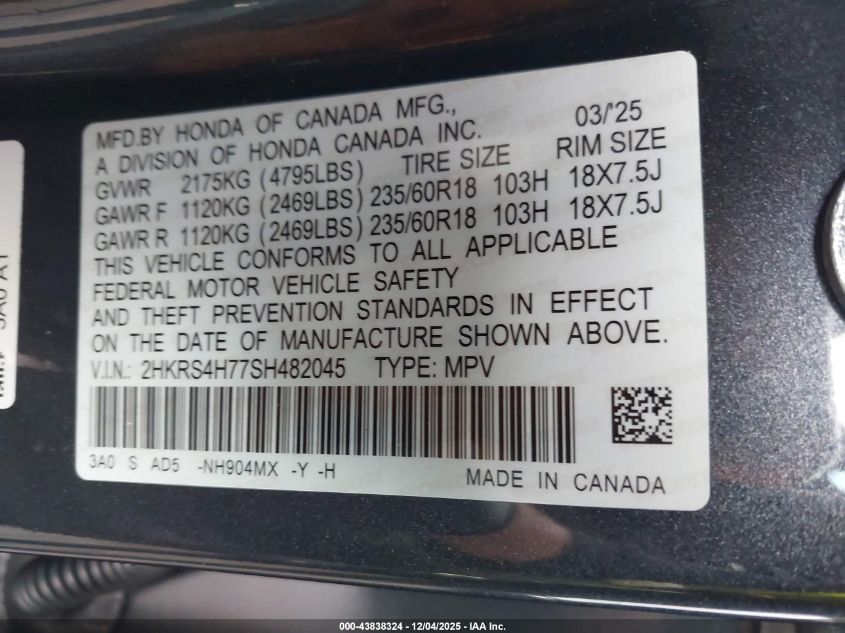 MFD.BY HONDA OF CANADA MFG., 03/'25
A DIVISION OF HONDA CANADA INC.
GVWR 2175KG (4795LBS) TIRE SIZE RIM SIZE
GAWR F 1120KG (2469LBS) 235/60R18 103H 18X7.5J
GAWR R 1120KG (2469LBS) 235/60R18 103H 18X7.5J
THIS VEHICLE CONFORMS TO ALL APPLICABLE
FEDERAL MOTOR VEHICLE SAFETY
AND THEFT PREVENTION STANDARDS IN EFFECT
ON THE DATE OF MANUFACTURE SHOWN ABOVE.
V.I.N.: 2HKRS4H77SH482045 TYPE: MPV
3A0 S AD5 -NH904MX -Y -H
MADE IN CANADA
3A0 A1
000-43838324 - 12/04/2025 - IAA Inc.